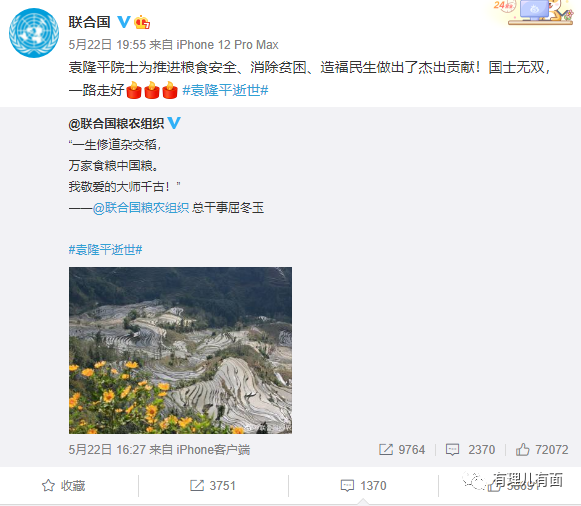 24时
联合国
5月22日 19:55 来自 iPhone 12 Pro Max
袁隆平院士为推进粮食安全、消除贫困、造福民生做出了杰出贡献！国士无双，
一路走好 #袁隆平逝世#
@联合国粮农组织
“一生修道杂交稻，
万家食粮中国粮。
我敬爱的大师千古！”
——@联合国粮农组织 总干事屈冬玉
#袁隆平逝世#
5月22日 16:27 来自 iPhone客户端 9764 2370 72072
收藏 3751 1370
有理儿有面